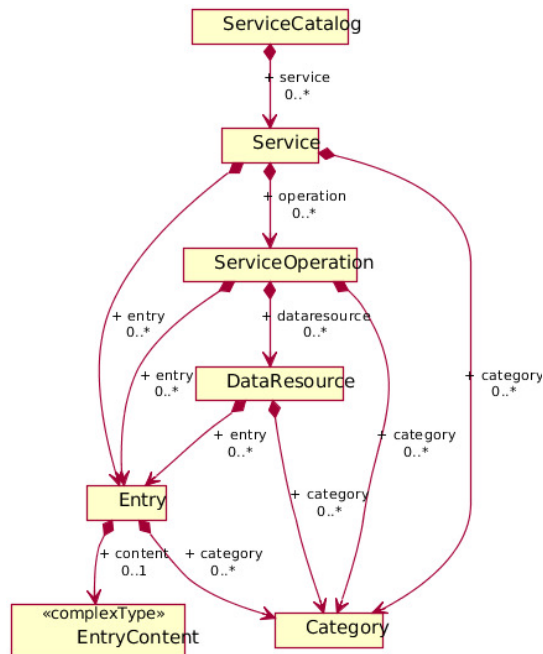 ServiceCatalog
+ service
0..*
Service
+ operation
0..*
ServiceOperation
+ entry
0..*
+ dataresource
0..*
+ entry
0..*
DataResource
+ category
0..*
+ entry
0..*
+ category
0..*
Entry
+ category
0..*
+ content
0..1
+ category
0..*
«complexType»
EntryContent
Category